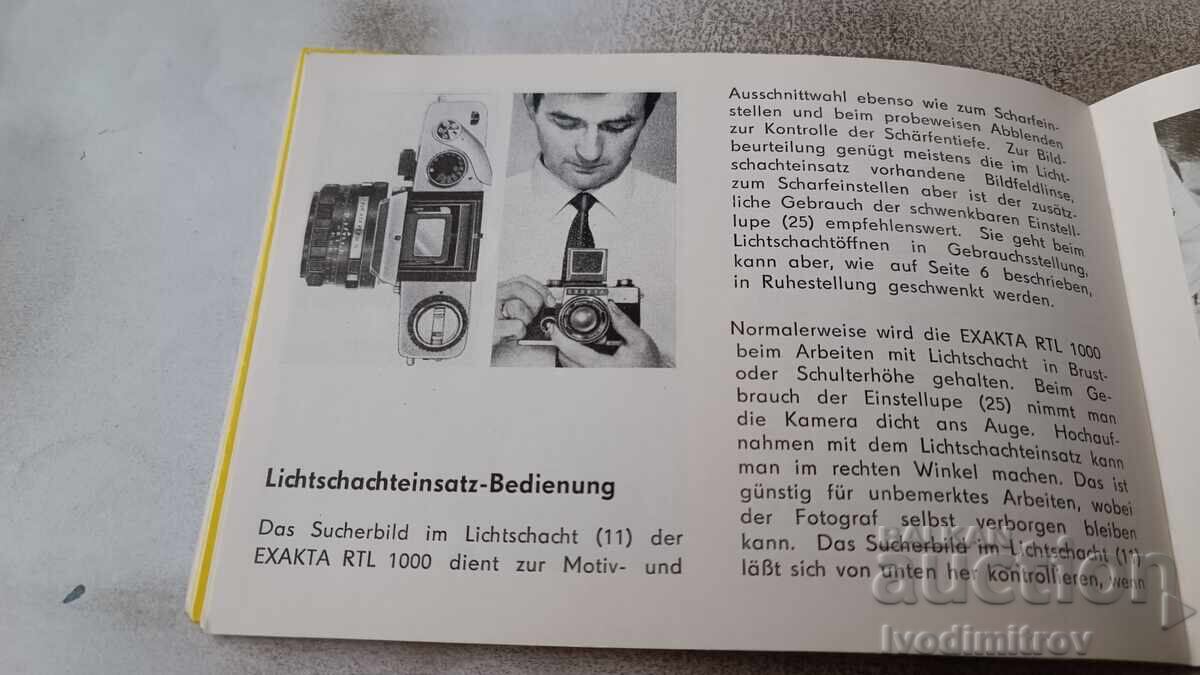 Lichtschachteinsatz-Bedienung
Das Sucherbild im Lichtschacht (11) der
EXAKTA RTL 1000 dient zur Motiv- und
Ausschnittwahl ebenso wie zum Scharfein-
stellen und beim probeweisen Abblenden
zur Kontrolle der Schärfentiefe. Zur Bild-
beurteilung genügt meistens die im Licht-
schachteinsatz vorhandene Bildfeldlinse,
zum Scharfeinstellen aber ist der zusätz-
liche Gebrauch der schwenkbaren Einstell-
lupe (25) empfehlenswert. Sie geht beim
Lichtschachtöffnen in Gebrauchsstellung,
kann aber, wie auf Seite 6 beschrieben,
in Ruhestellung geschwenkt werden.
Normalerweise wird die EXAKTA RTL 1000
beim Arbeiten mit Lichtschacht in Brust-
oder Schulterhöhe gehalten. Beim Ge-
brauch der Einstellupe (25) nimmt man
die Kamera dicht ans Auge. Hochauf-
nahmen mit dem Lichtschachteinsatz kann
man im rechten Winkel machen. Das ist
günstig für unbemerktes Arbeiten, wobei
der Fotograf selbst verborgen bleiben
kann. Das Sucherbild im Lichtschacht (11)
läßt sich von unten her kontrollieren, wenn
BALKAN
auction
Ivodimitrov